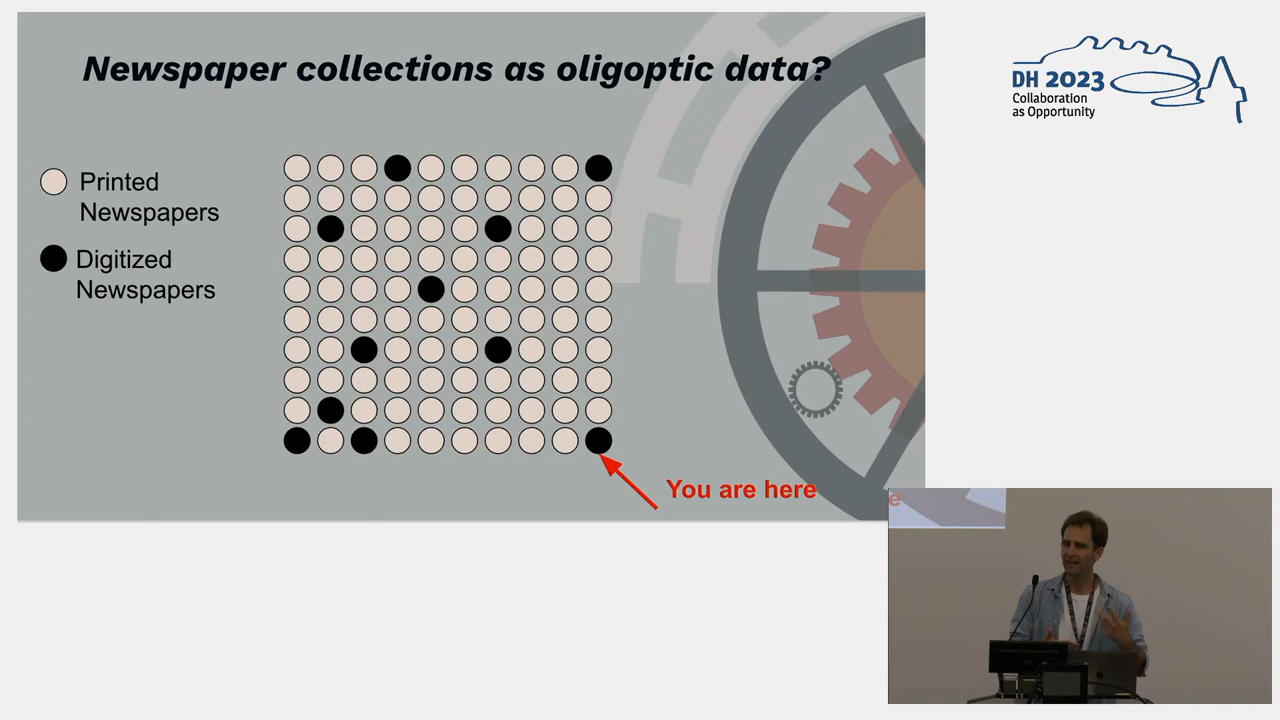 Newspaper collections as oligoptic data?
Printed
Newspapers
Digitized
Newspapers
You are here
DH 2023
Collaboration
as Opportunity
e